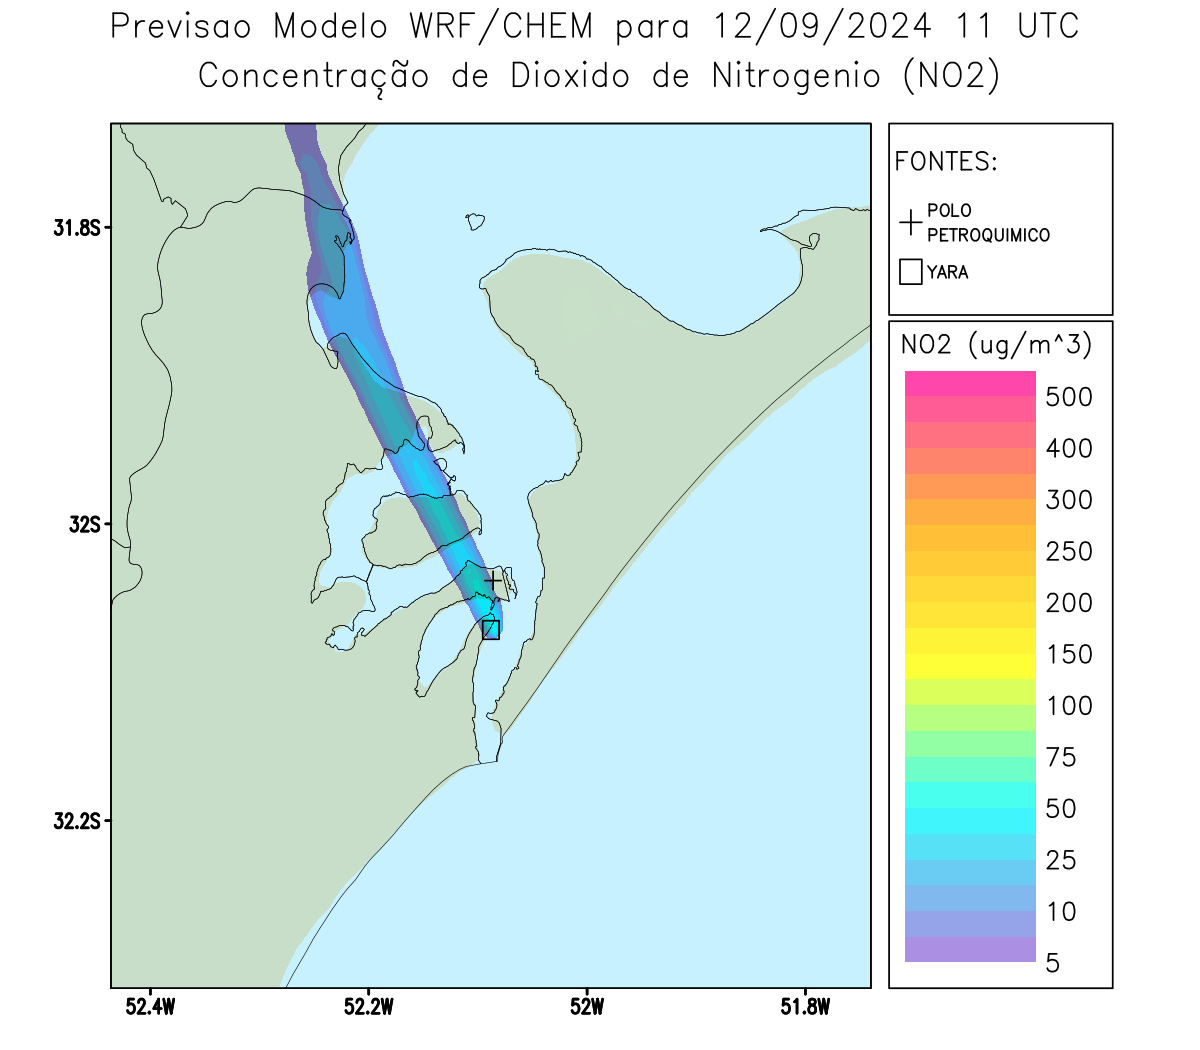 Previsao Modelo WRF/CHEM para 12/09/2024 11 UTC
Concentração de Dioxido de Nitrogenio (NO2)
FONTES:
POLO
PETROQUIMICO
YARA
31.8S
32S
32.2S
52.4W
52.2W
52W
51.8W
NO2 (ug/m^3)
500
400
300
250
200
150
100
75
50
25
10
5